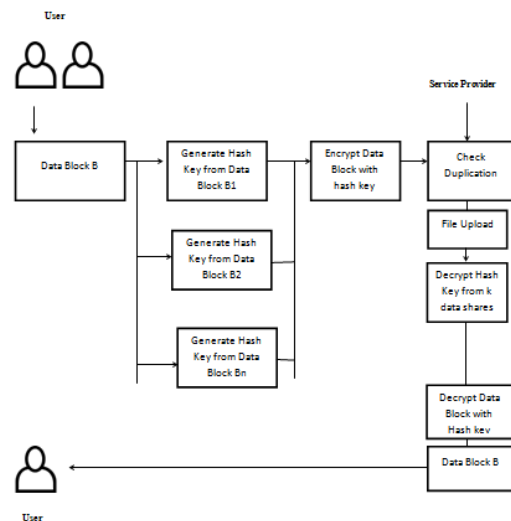 User
Service Provider
Data Block B
Generate Hash
Key from Data
Block B1
Encrypt Data
Block with
hash key
Check
Duplication
Generate Hash
Key from Data
Block B2
File Upload
Decrypt Hash
Key from k
data shares
Generate Hash
Key from Data
Block Bn
Decrypt Data
Block with
Hash key
Data Block B
User